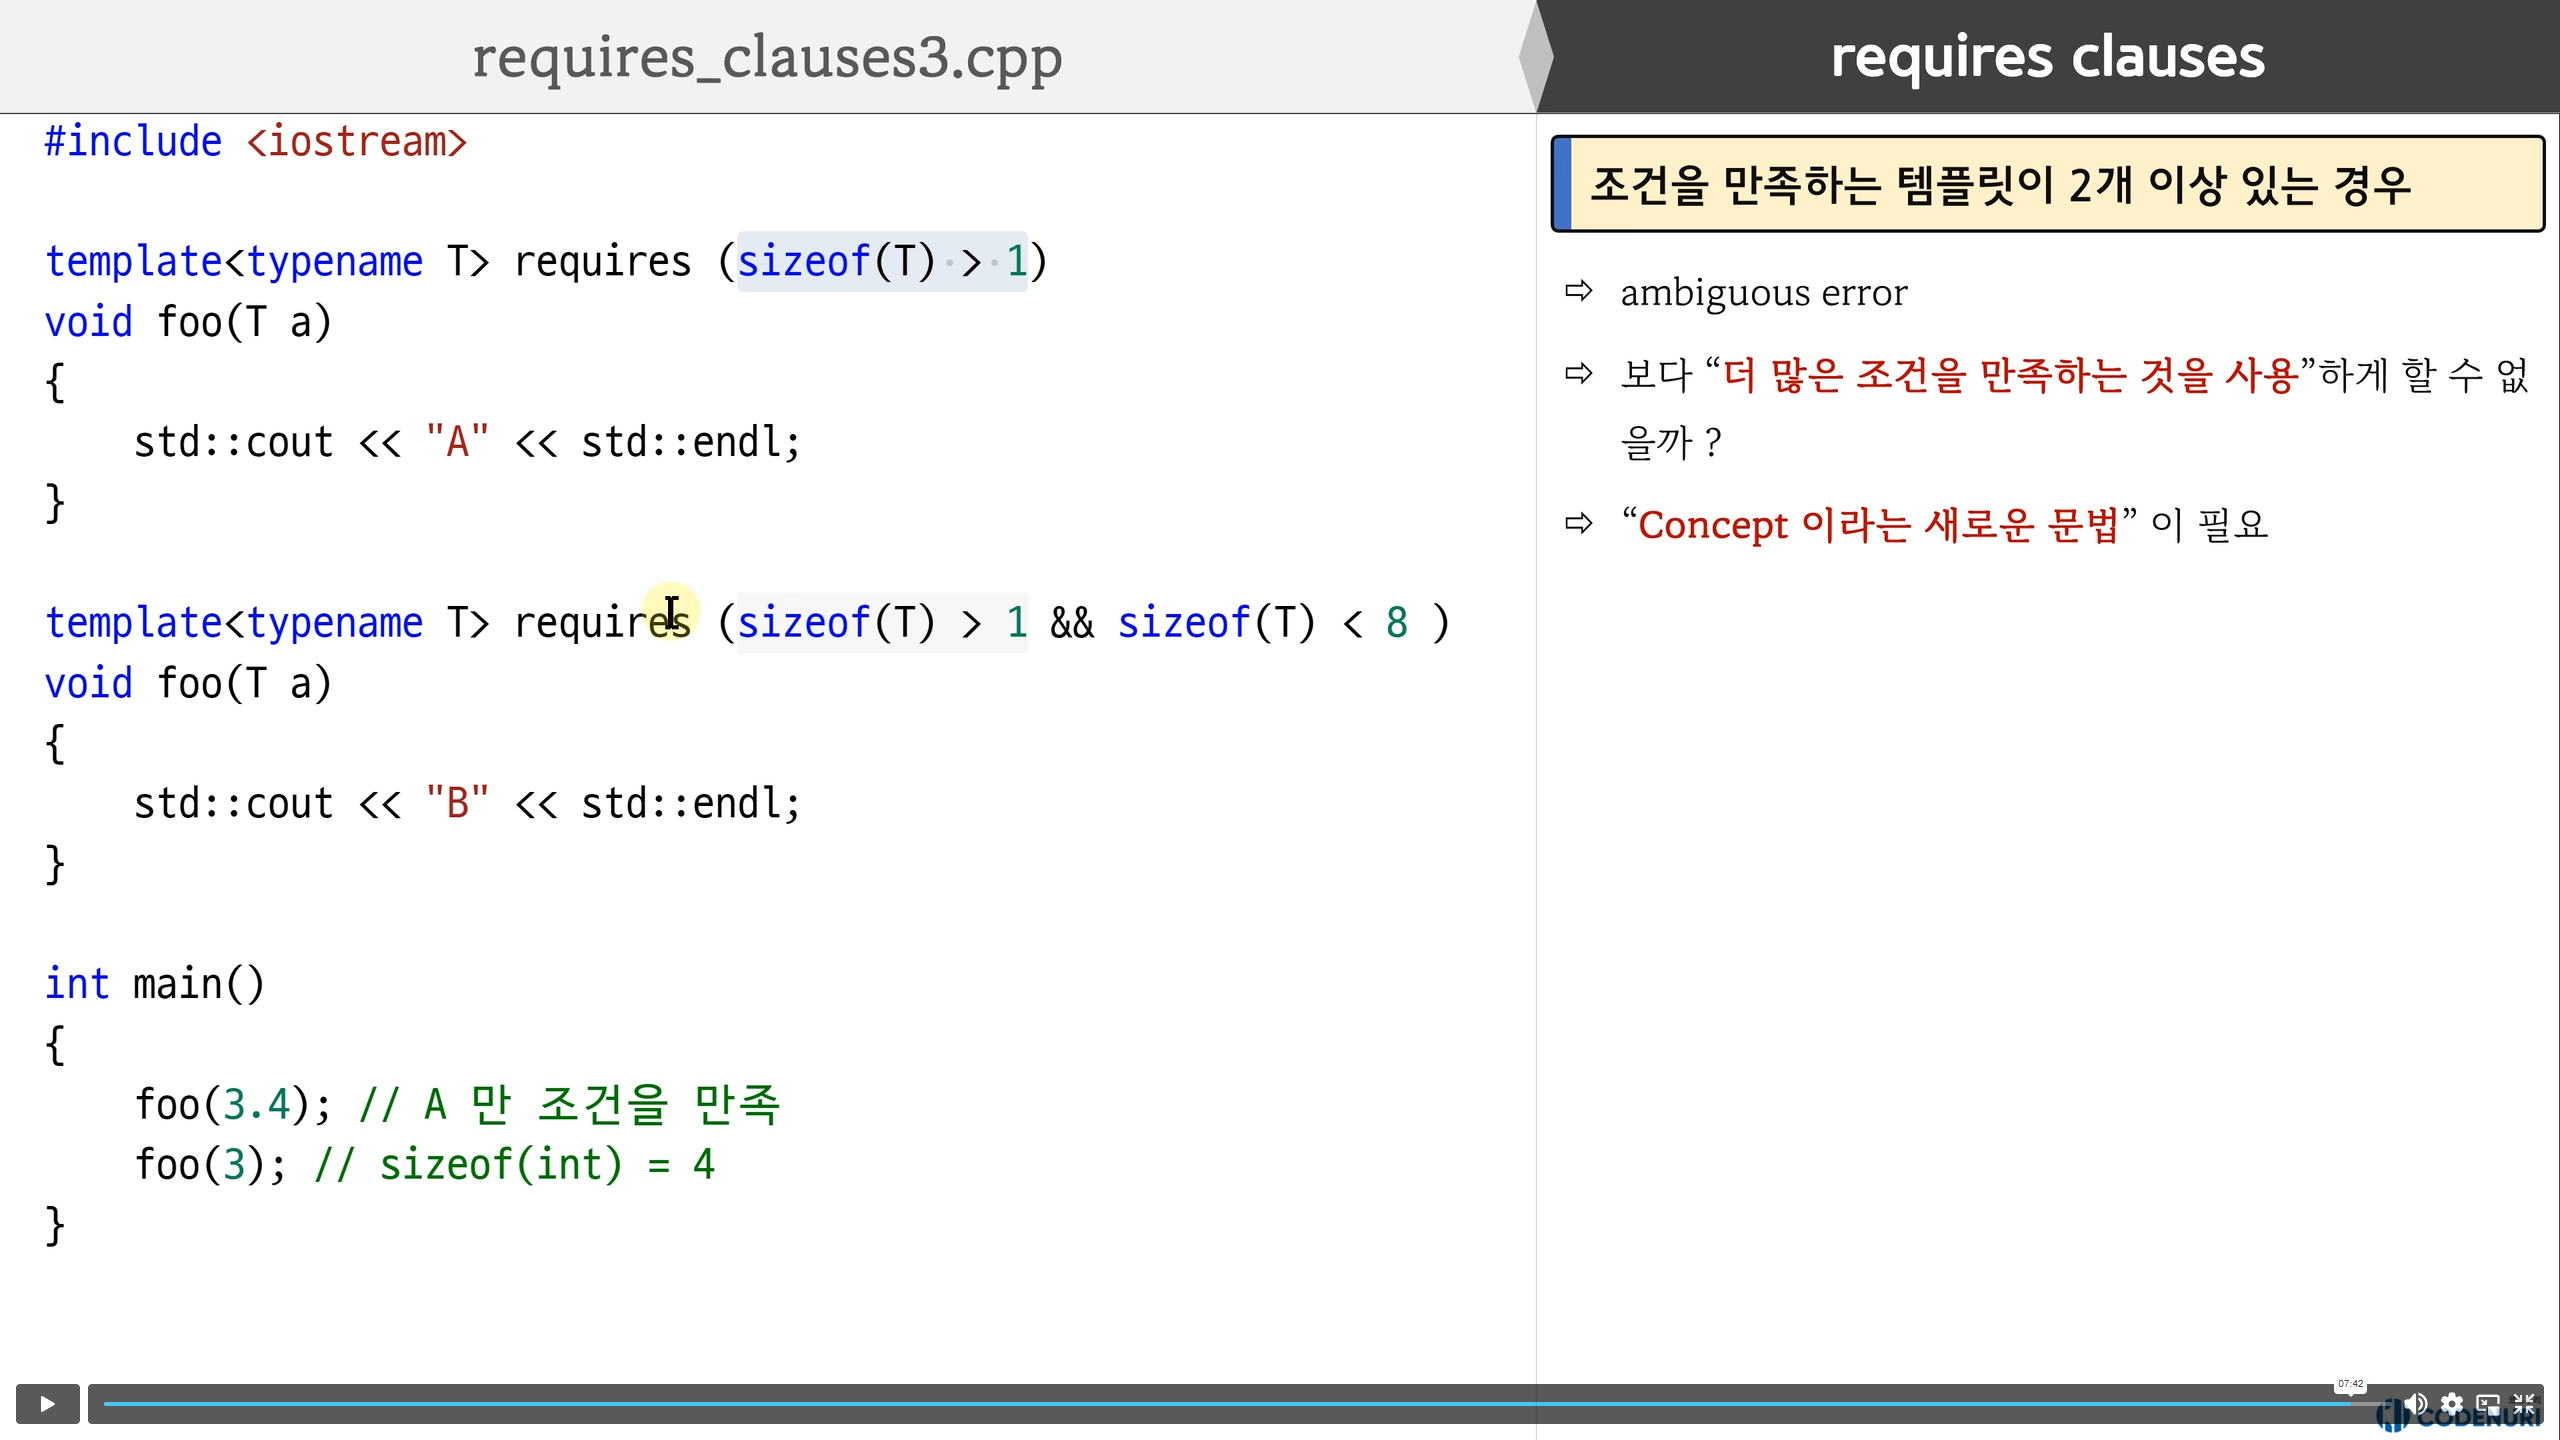 requires_clauses3.cpp
requires clauses
#include <iostream>
template<typename T> requires (sizeof(T) > 1)
void foo(T a)
{
    std::cout << "A" << std::endl;
}
template<typename T> requires (sizeof(T) > 1 && sizeof(T) < 8 )
void foo(T a)
{
    std::cout << "B" << std::endl;
}
int main()
{
    foo(3.4); // A 만 조건을 만족
    foo(3); // sizeof(int) = 4
}
조건을 만족하는 템플릿이 2개 이상 있는 경우
⇨ ambiguous error
⇨ 보다 “더 많은 조건을 만족하는 것을 사용”하게 할 수 없
을까 ?
⇨ “Concept 이라는 새로운 문법” 이 필요
07:42
CODENURI